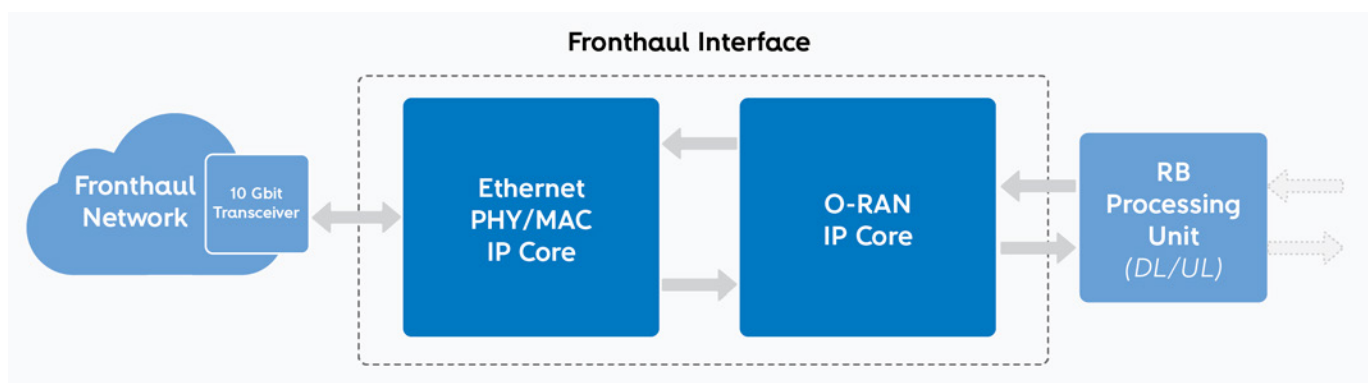 Fronthaul Interface
Fronthaul
Network
10 Gbit
Transceiver
Ethernet
PHY/MAC
IP Core
O-RAN
IP Core
RB
Processing
Unit
(DL/UL)